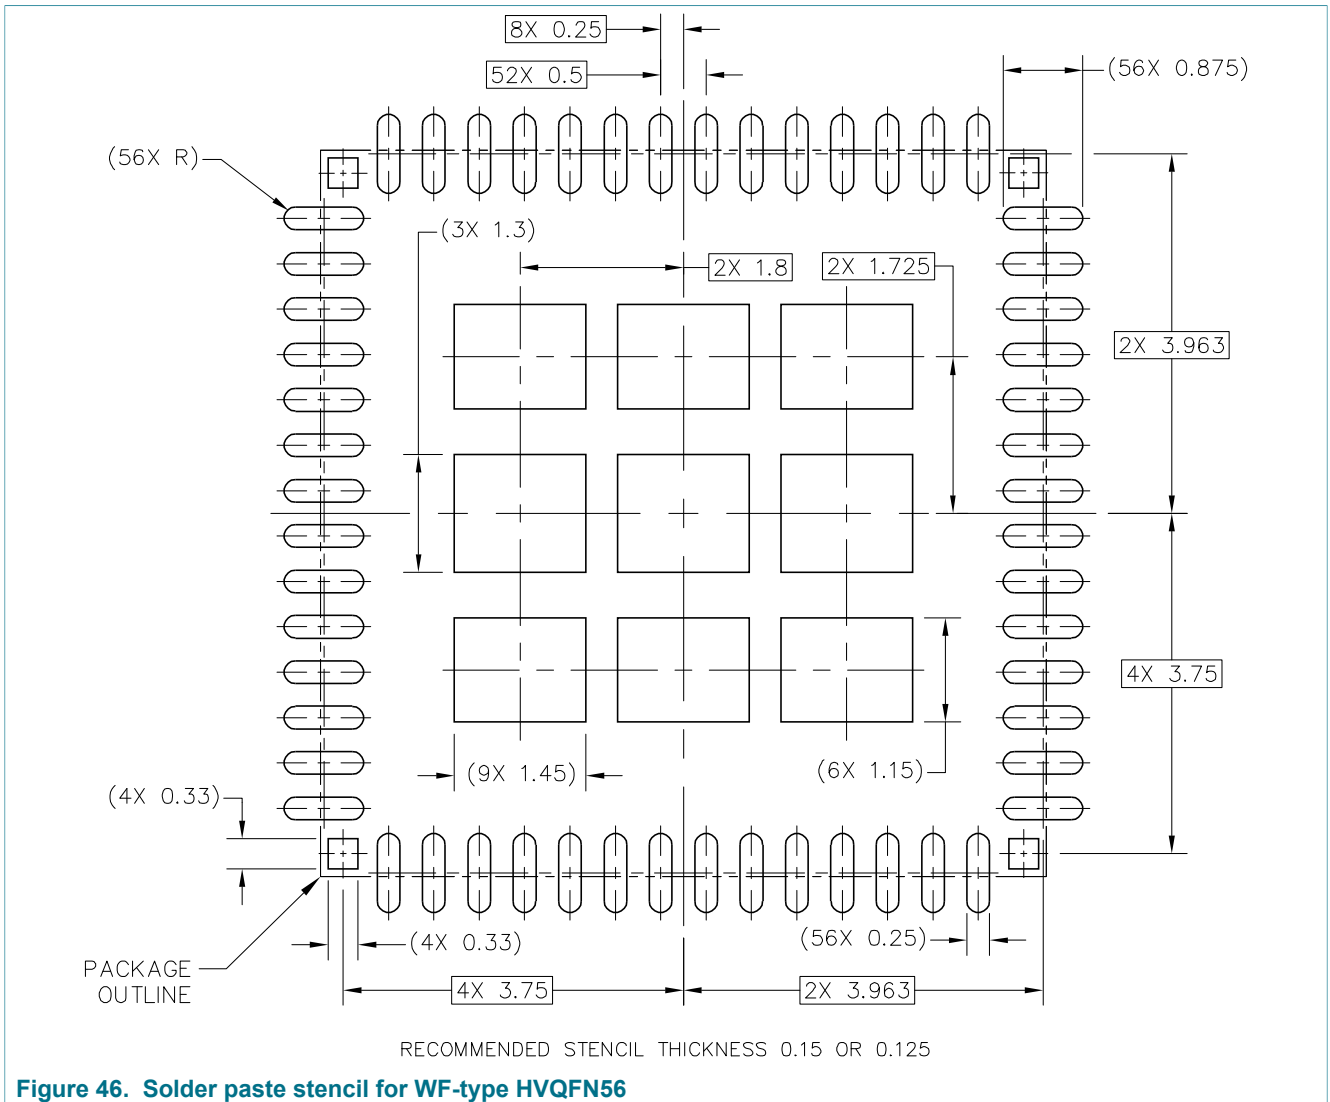 8X 0.25
52X 0.5
(56X 0.875)
(56X R)
(3X 1.3)
2X 1.8
2X 1.725
2X 3.963
4X 3.75
(9X 1.45)
(6X 1.15)
(4X 0.33)
(4X 0.33)
(56X 0.25)
PACKAGE
OUTLINE
4X 3.75
2X 3.963
RECOMMENDED STENCIL THICKNESS 0.15 OR 0.125
Figure 46. Solder paste stencil for WF-type HVQFN56